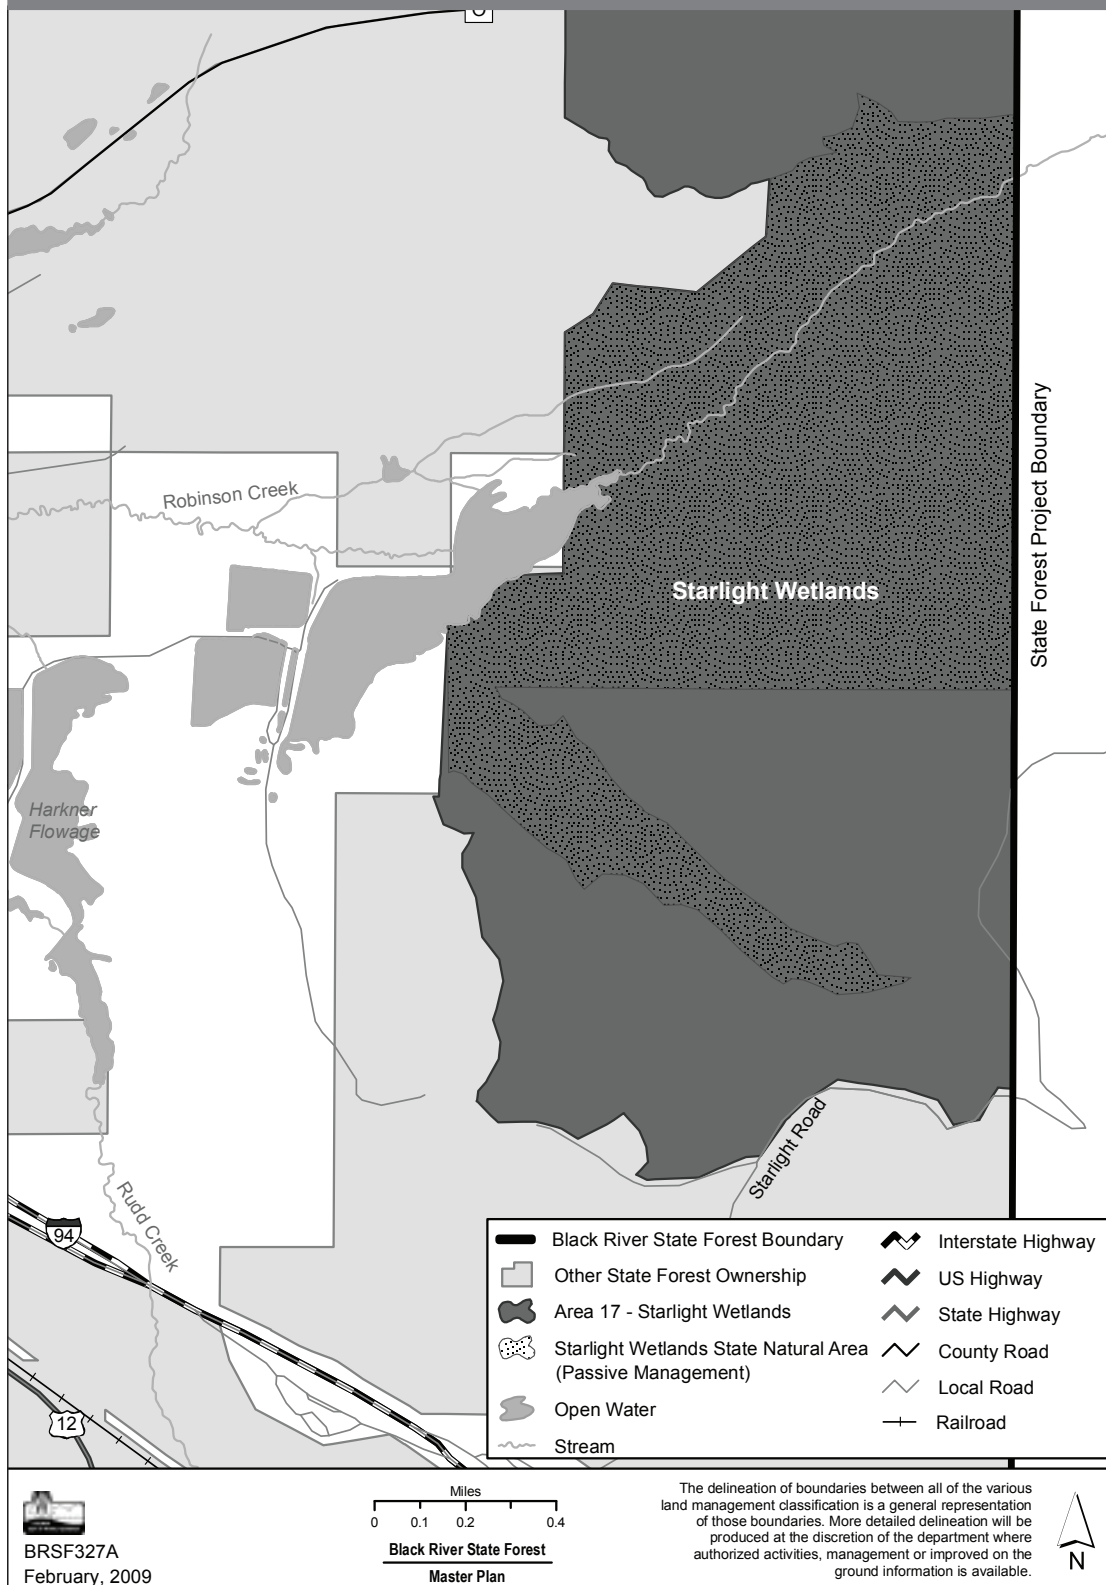 Robinson Creek
Starlight Wetlands
State Forest Project Boundary
Harkner
Flowage
Starlight Road
Rudd Creek
94
12
Black River State Forest Boundary
Other State Forest Ownership
Area 17 - Starlight Wetlands
Starlight Wetlands State Natural Area
(Passive Management)
Open Water
Stream
Interstate Highway
US Highway
State Highway
County Road
Local Road
Railroad
BRSF327A
February, 2009
Miles
0 0.1 0.2 0.4
Black River State Forest
Master Plan
The delineation of boundaries between all of the various
land management classification is a general representation
of those boundaries. More detailed delineation will be
produced at the discretion of the department where
authorized activities, management or improved on the
ground information is available.
N